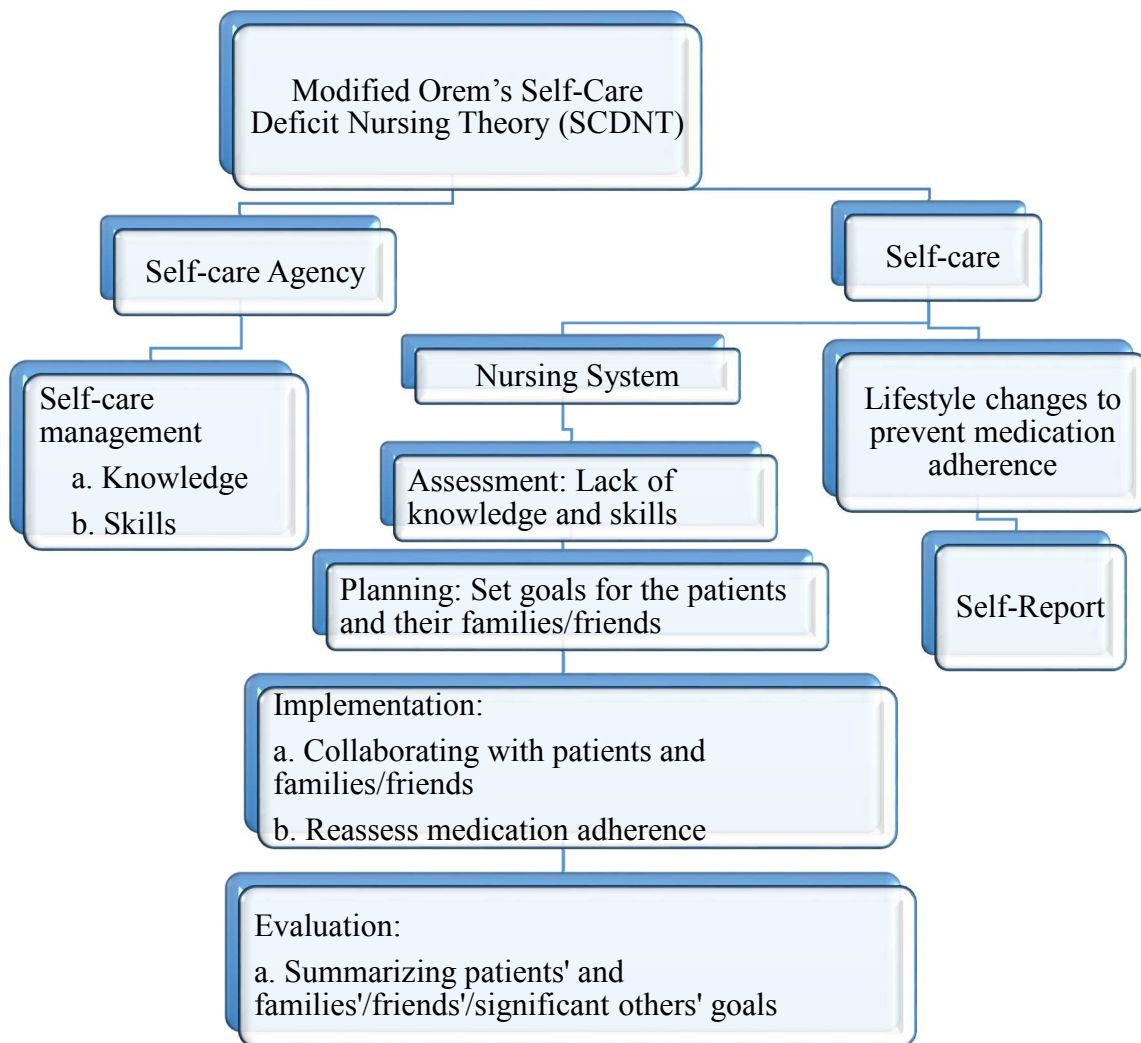 Modified Orem’s Self-Care
Deficit Nursing Theory (SCDNT)
Self-care Agency
Self-care
Self-care
management
a. Knowledge
b. Skills
Nursing System
Lifestyle changes to
prevent medication
adherence
Assessment: Lack of
knowledge and skills
Planning: Set goals for the patients
and their families/friends
Self-Report
Implementation:
a. Collaborating with patients and
families/friends
b. Reassess medication adherence
Evaluation:
a. Summarizing patients' and
families'/friends'/significant others' goals